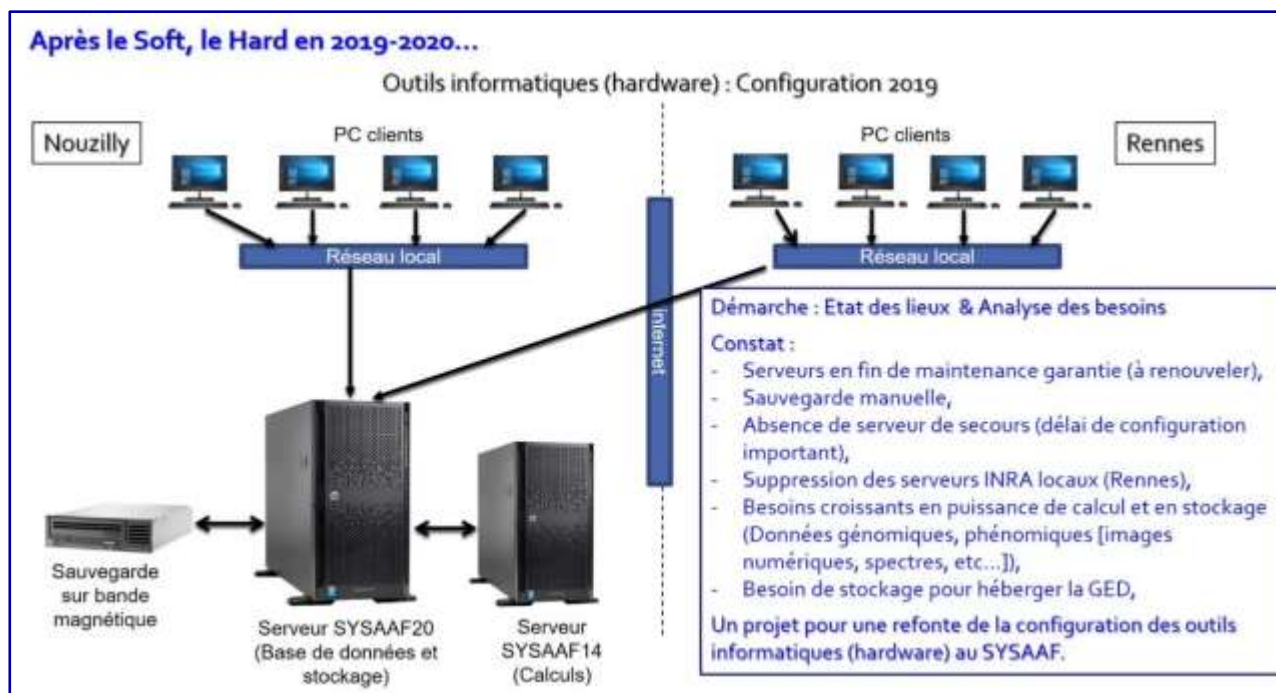 Après le Soft, le Hard en 2019-2020...
Outils informatiques (hardware) : Configuration 2019
Nouzilly
PC clients
PC clients
Rennes
Réseau local
Réseau local
internet
Démarche : Etat des lieux & Analyse des besoins
Constat :
- Serveurs en fin de maintenance garantie (à renouveler),
- Sauvegarde manuelle,
- Absence de serveur de secours (délai de configuration
important),
- Suppression des serveurs INRA locaux (Rennes),
- Besoins croissants en puissance de calcul et en stockage
(Données génomiques, phénomiques [images
numériques, spectres, etc...]),
- Besoin de stockage pour héberger la GED,
Un projet pour une refonte de la configuration des outils
informatiques (hardware) au SYSAAF.
Sauvegarde
sur bande
magnétique
Serveur SYSAAF20
(Base de données et
stockage)
Serveur
SYSAAF14
(Calculs)